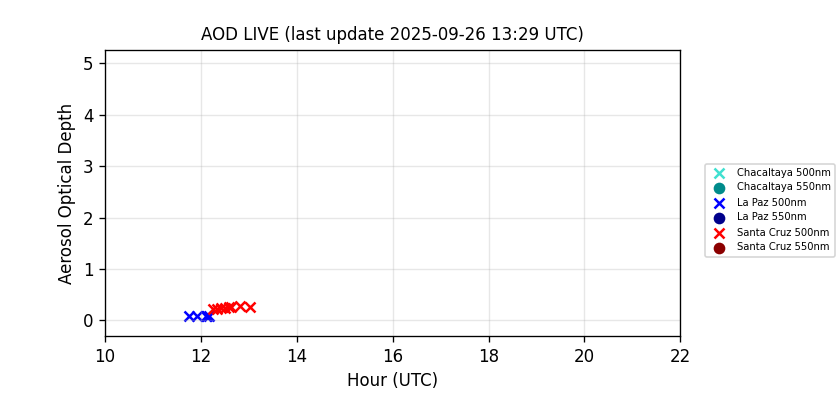 AOD LIVE (last update 2025-09-26 13:29 UTC)
5
4
3
2
1
0
Aerosol Optical Depth
10 12 14 16 18 20 22
Hour (UTC)
Chacaltaya 500nm
Chacaltaya 550nm
La Paz 500nm
La Paz 550nm
Santa Cruz 500nm
Santa Cruz 550nm